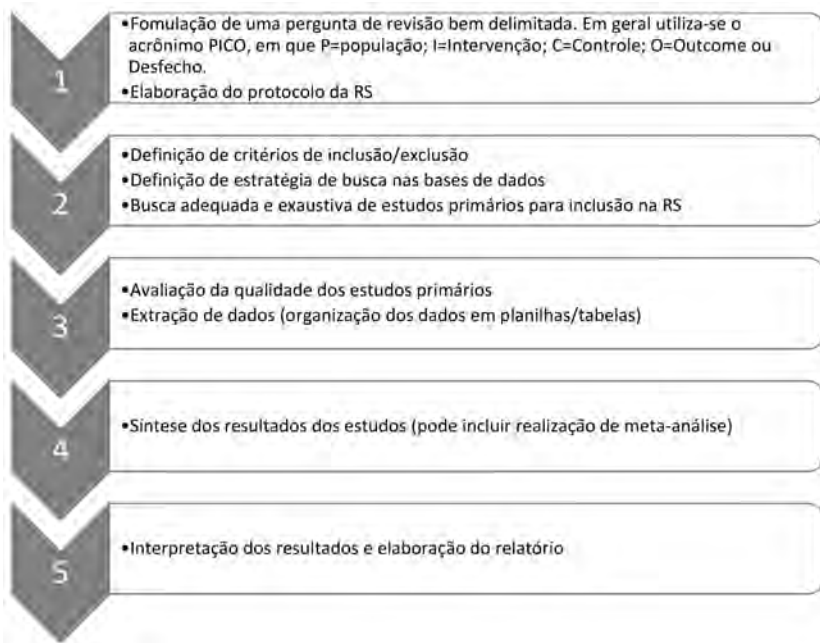 1
•Fomulação de uma pergunta de revisão bem delimitada. Em geral utiliza-se o
acrônimo PICO, em que P=população; I=Intervenção; C=Controle; O=Outcome ou
Desfecho.
•Elaboração do protocolo da RS
2
•Definição de critérios de inclusão/exclusão
•Definição de estratégia de busca nas bases de dados
•Busca adequada e exaustiva de estudos primários para inclusão na RS
3
•Avaliação da qualidade dos estudos primários
•Extração de dados (organização dos dados em planilhas/tabelas)
4
•Síntese dos resultados dos estudos (pode incluir realização de meta-análise)
5
•Interpretação dos resultados e elaboração do relatório